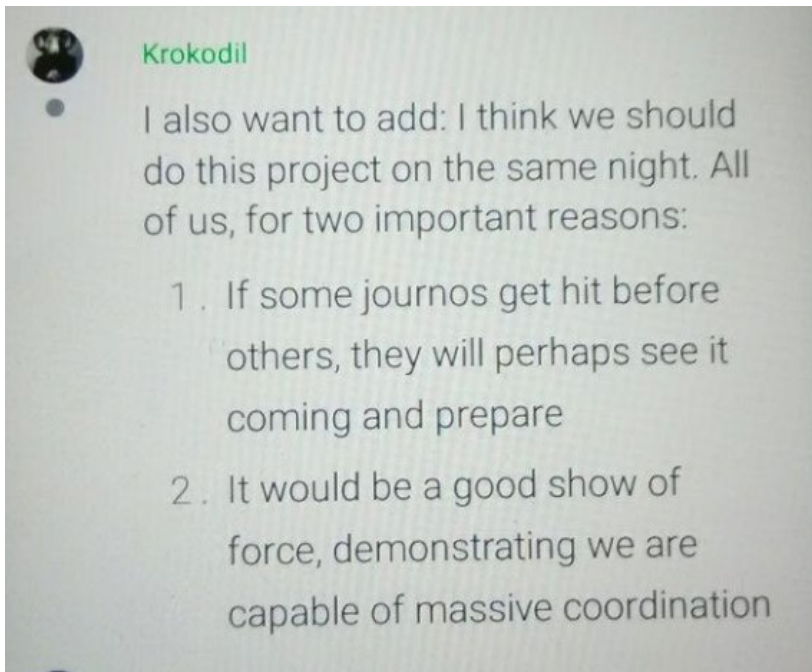 Krokodil
I also want to add: I think we should
do this project on the same night. All
of us, for two important reasons:
1. If some journos get hit before
others, they will perhaps see it
coming and prepare
2. It would be a good show of
force, demonstrating we are
capable of massive coordination